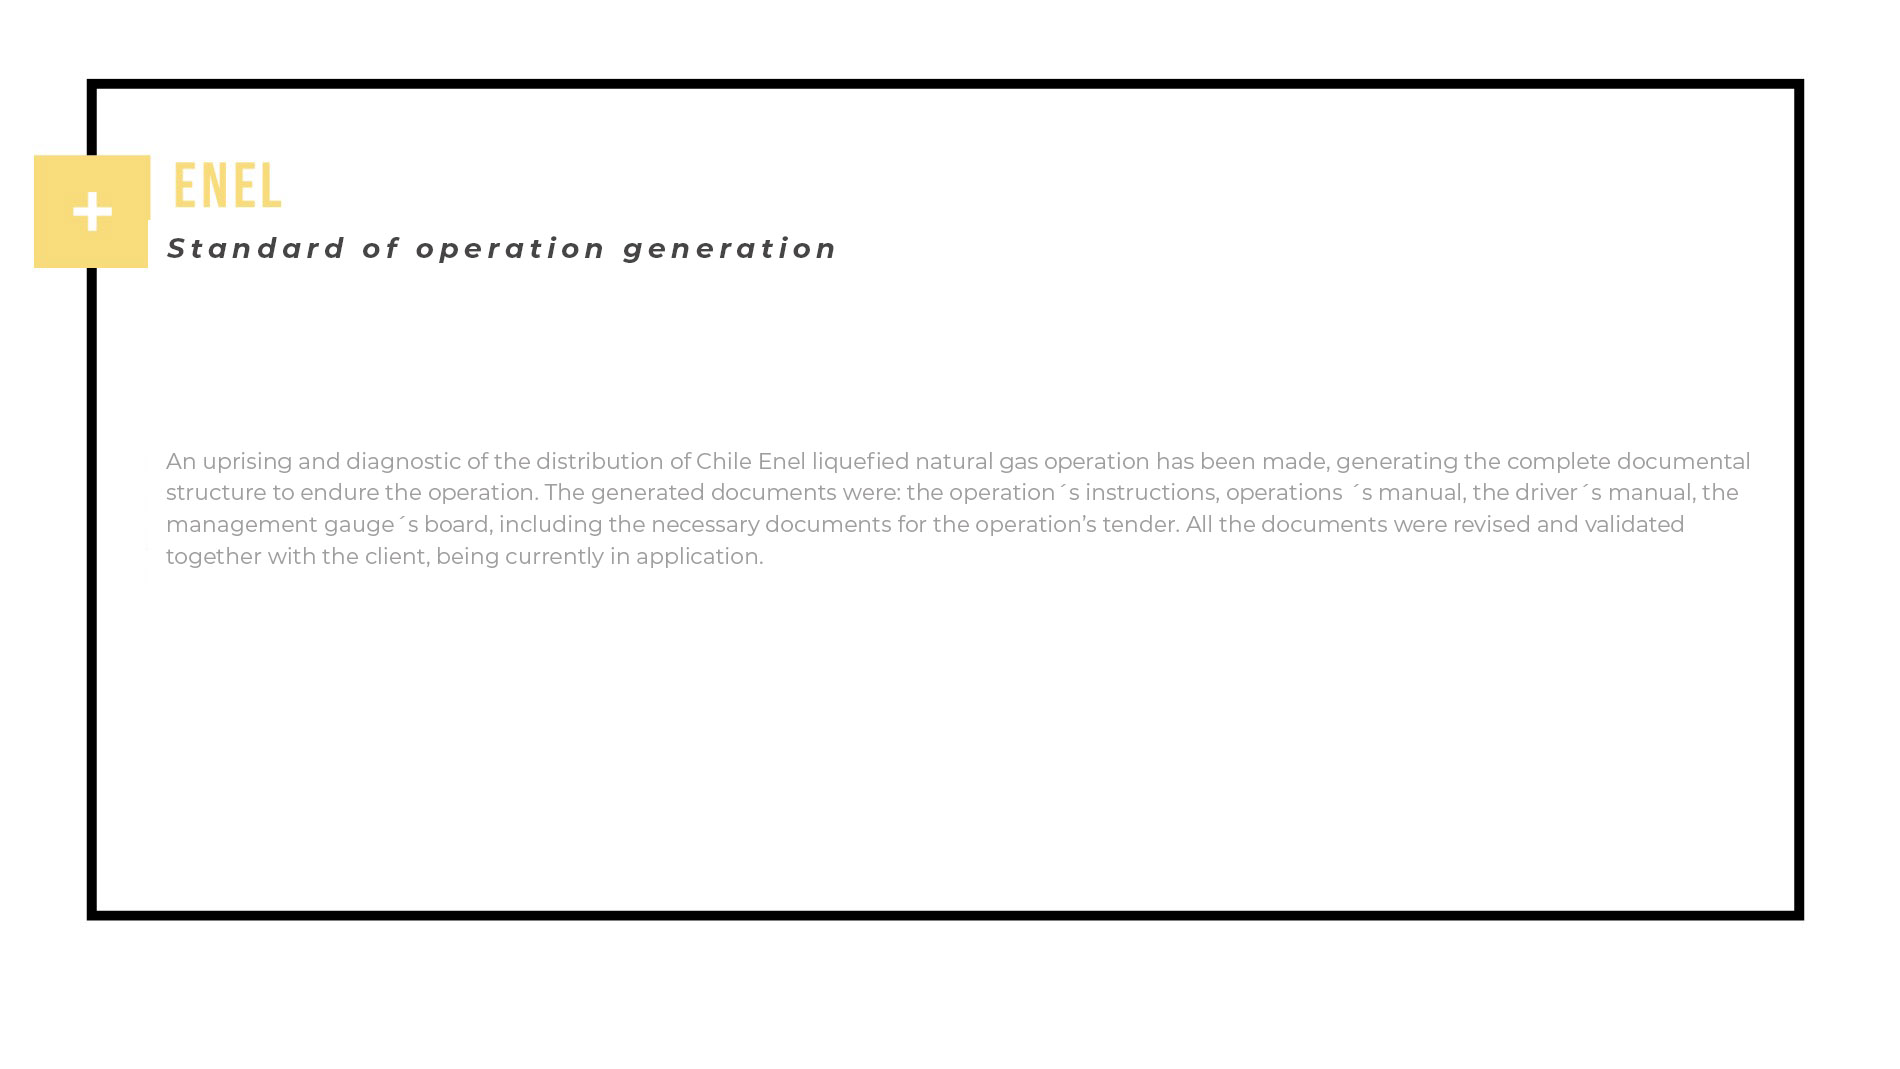 +
ENEL
Standard of operation generation
An uprising and diagnostic of the distribution of Chile Enel liquefied natural gas operation has been made, generating the complete documental
structure to endure the operation. The generated documents were: the operation´s instructions, operations ´s manual, the driver´s manual, the
management gauge´s board, including the necessary documents for the operation’s tender. All the documents were revised and validated
together with the client, being currently in application.